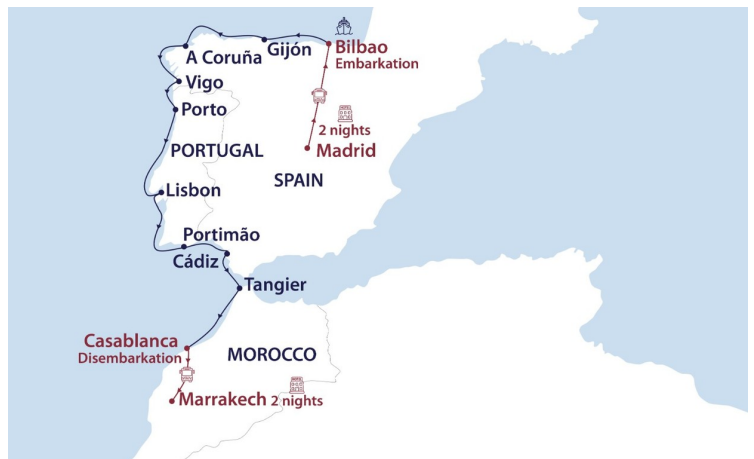 Gijón
Bilbao
Embarkation
A Coruña
Vigo
Porto
2 nights
Madrid
PORTUGAL
SPAIN
Lisbon
Portimão
Cádiz
Tangier
Casablanca
Disembarkation
MOROCCO
Marrakech 2 nights